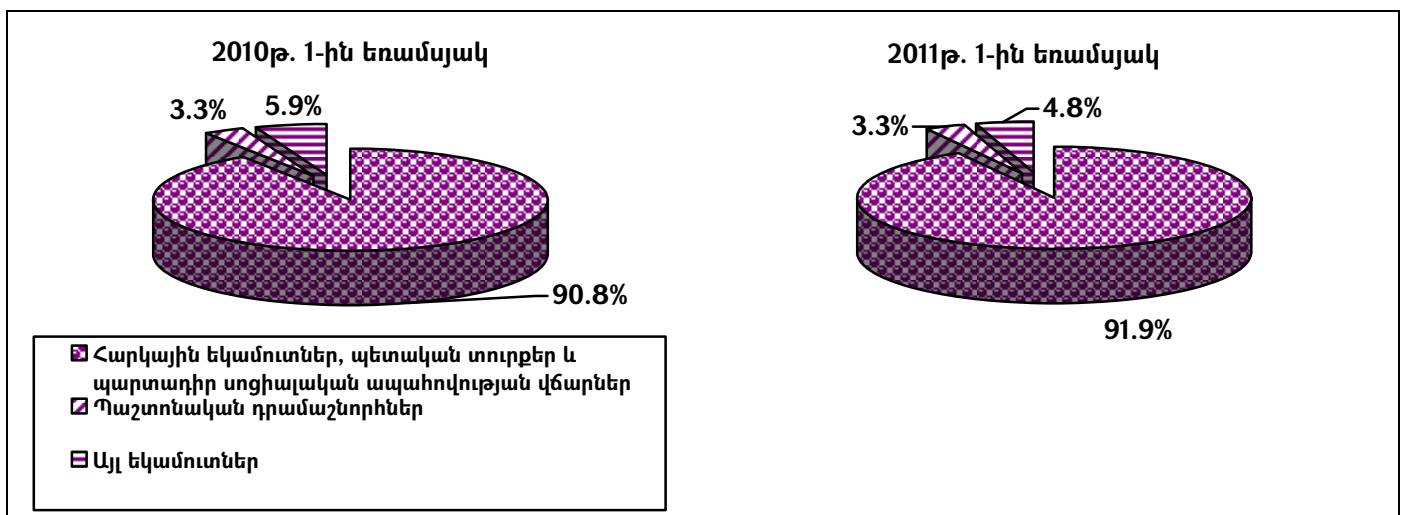 2010թ. 1-ին եռամսյակ
3.3%
5.9%
90.8%
2011թ. 1-ին եռամսյակ
3.3%
4.8%
91.9%
Հարկային եկամուտներ, պետական տուրքեր և
պարտադիր սոցիալական ապահովության վճարներ
Պաշտոնական դրամաշնորհներ
Այլ եկամուտներ